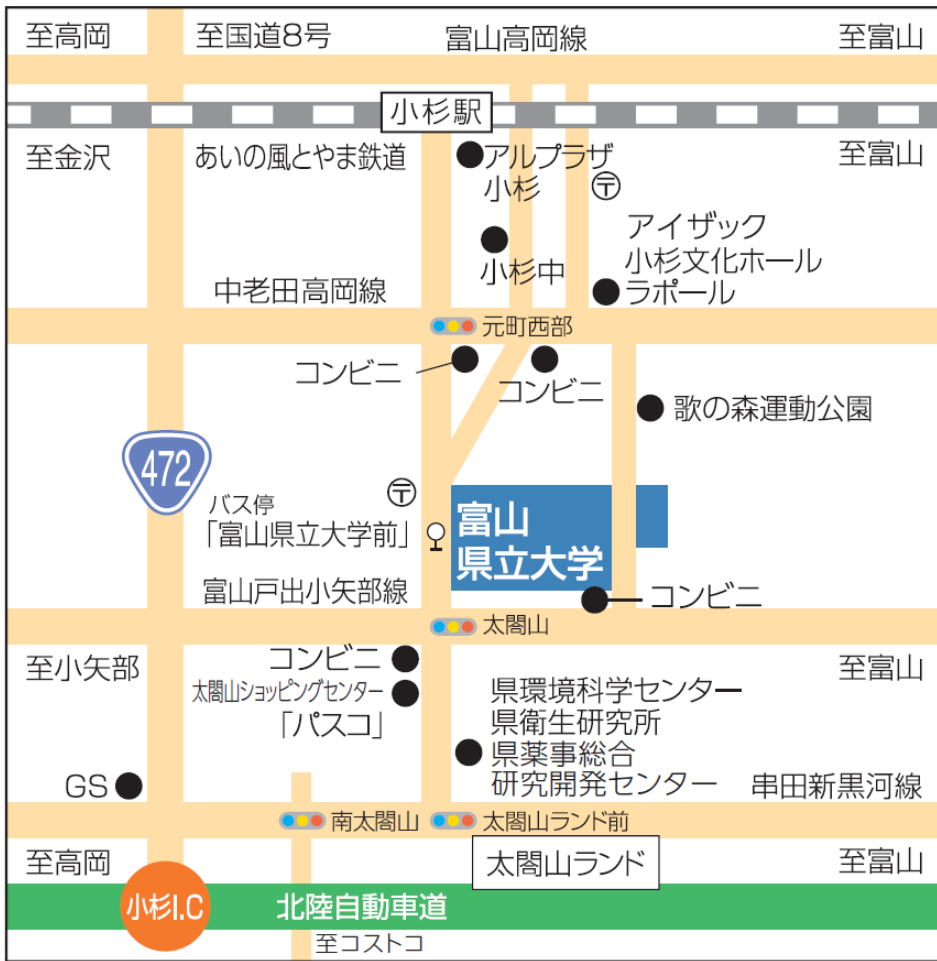 至高岡
至国道8号
富山高岡線
至富山
小杉駅
至金沢
あいの風とやま鉄道
アルプラザ
小杉
〒
至富山
小杉中
アイザック
小杉文化ホール
ラポール
中老田高岡線
元町西部
コンビニ
コンビニ
歌の森運動公園
472
〒
バス停
「富山県立大学前」
富山
県立大学
富山戸出小矢部線
コンビニ
太閤山
至小矢部
コンビニ
太閤山ショッピングセンター
「パスコ」
県環境科学センター
県衛生研究所
県薬事総合
研究開発センター
至富山
GS
串田新黒河線
南太閤山
太閤山ランド前
至高岡
太閤山ランド
至富山
小杉I.C
北陸自動車道
至コストコ